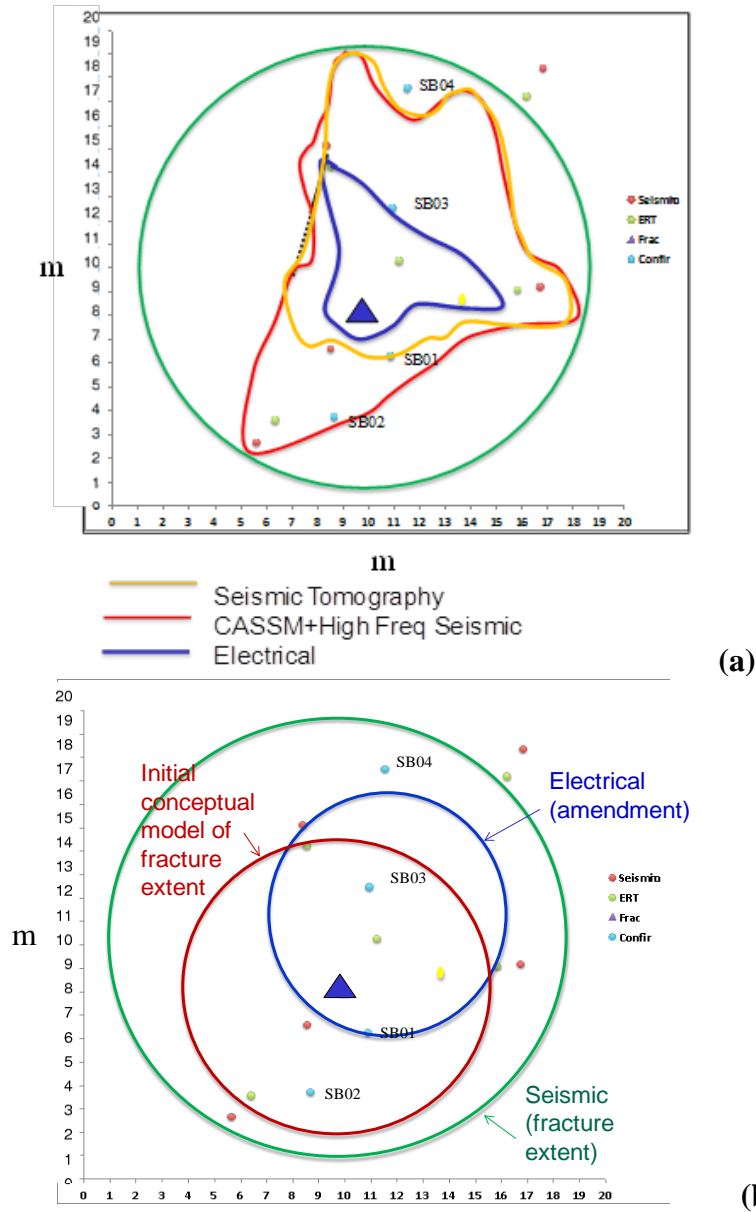 20
19
18
17
16
15
14
13
12
11
10
9
8
7
6
5
4
3
2
1
0
m
SB04
SB03
SB01
SB02
Seismito
ERT
Frac
Confir
0 1 2 3 4 5 6 7 8 9 10 11 12 13 14 15 16 17 18 19 20
m
Seismic Tomography
CASSM+High Freq Seismic
Electrical
(a)
20
19
18
17
16
15
14
13
12
11
10
9
8
7
6
5
4
3
2
1
0
m
Initial
conceptual
model of
fracture
extent
SB04
Electrical
(amendment)
SB03
SB01
SB02
Seismito
ERT
Frac
Confir
Seismic
(fracture
extent)
0 1 2 3 4 5 6 7 8 9 10 11 12 13 14 15 16 17 18 19 20
(b